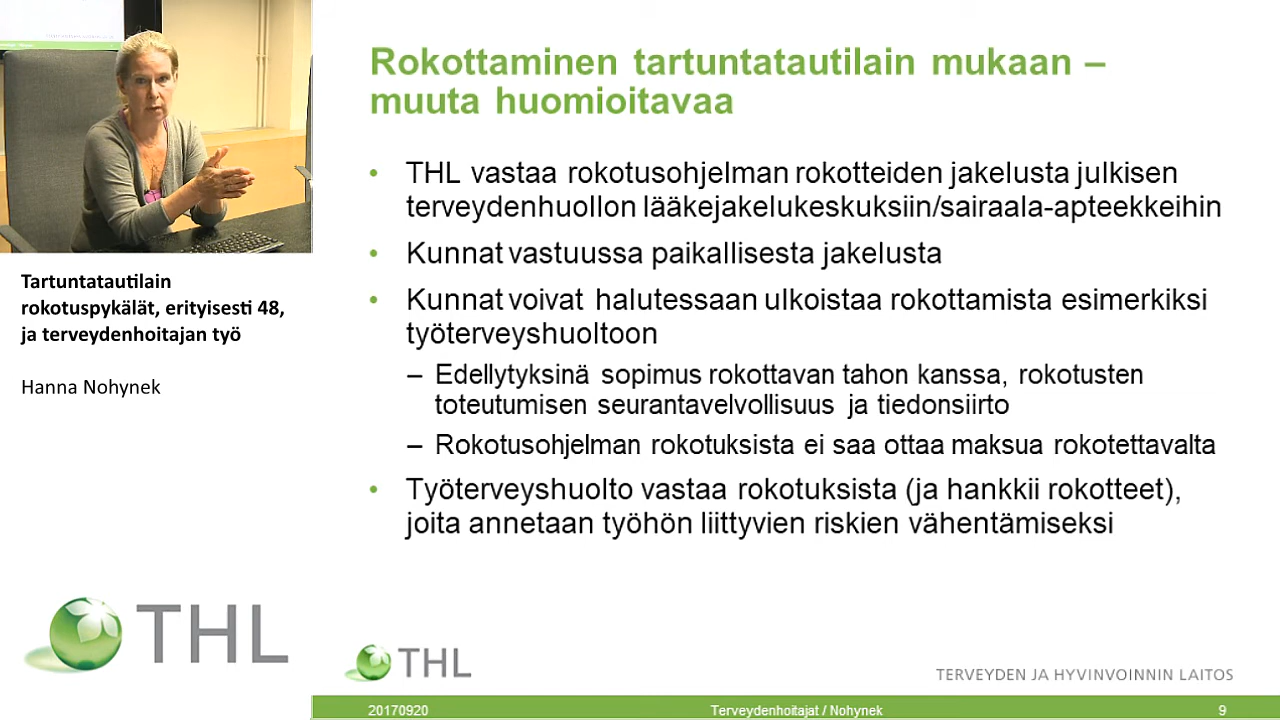 Rokottaminen tartuntatautilain mukaan –
muuta huomioitavaa
• THL vastaa rokotusohjelman rokotteiden jakelusta julkisen
terveydenhuollon lääkejakelukeskuksiin/sairaala-apteekkeihin
• Kunnat vastuussa paikallisesta jakelusta
• Kunnat voivat halutessaan ulkoistaa rokottamista esimerkiksi
työterveyshuoltoon
– Edellytyksinä sopimus rokottavan tahon kanssa, rokotusten
toteutumisen seurantavelvollisuus ja tiedonsiirto
– Rokotusohjelman rokotuksista ei saa ottaa maksua rokotettavalta
• Työterveyshuolto vastaa rokotuksista (ja hankkii rokotteet),
joita annetaan työhön liittyvien riskien vähentämiseksi
Tartuntatautilain
rokotuspykälät, erityisesti 48,
ja terveydenhoitajan työ
Hanna Nohynek
THL
THL
TERVEYDEN JA HYVINVOINNIN LAITOS
20170920
Terveydenhoitajat / Nohynek
9